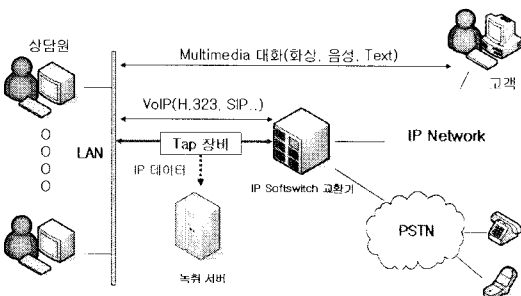 상담원
Multimedia 대화(화상, 음성, Text)
고객
VoIP(H.323, SIP..)
LAN
Tap 장비
IP Network
IP 데이터
IP Softswitch 교환기
PSTN
녹취 서버